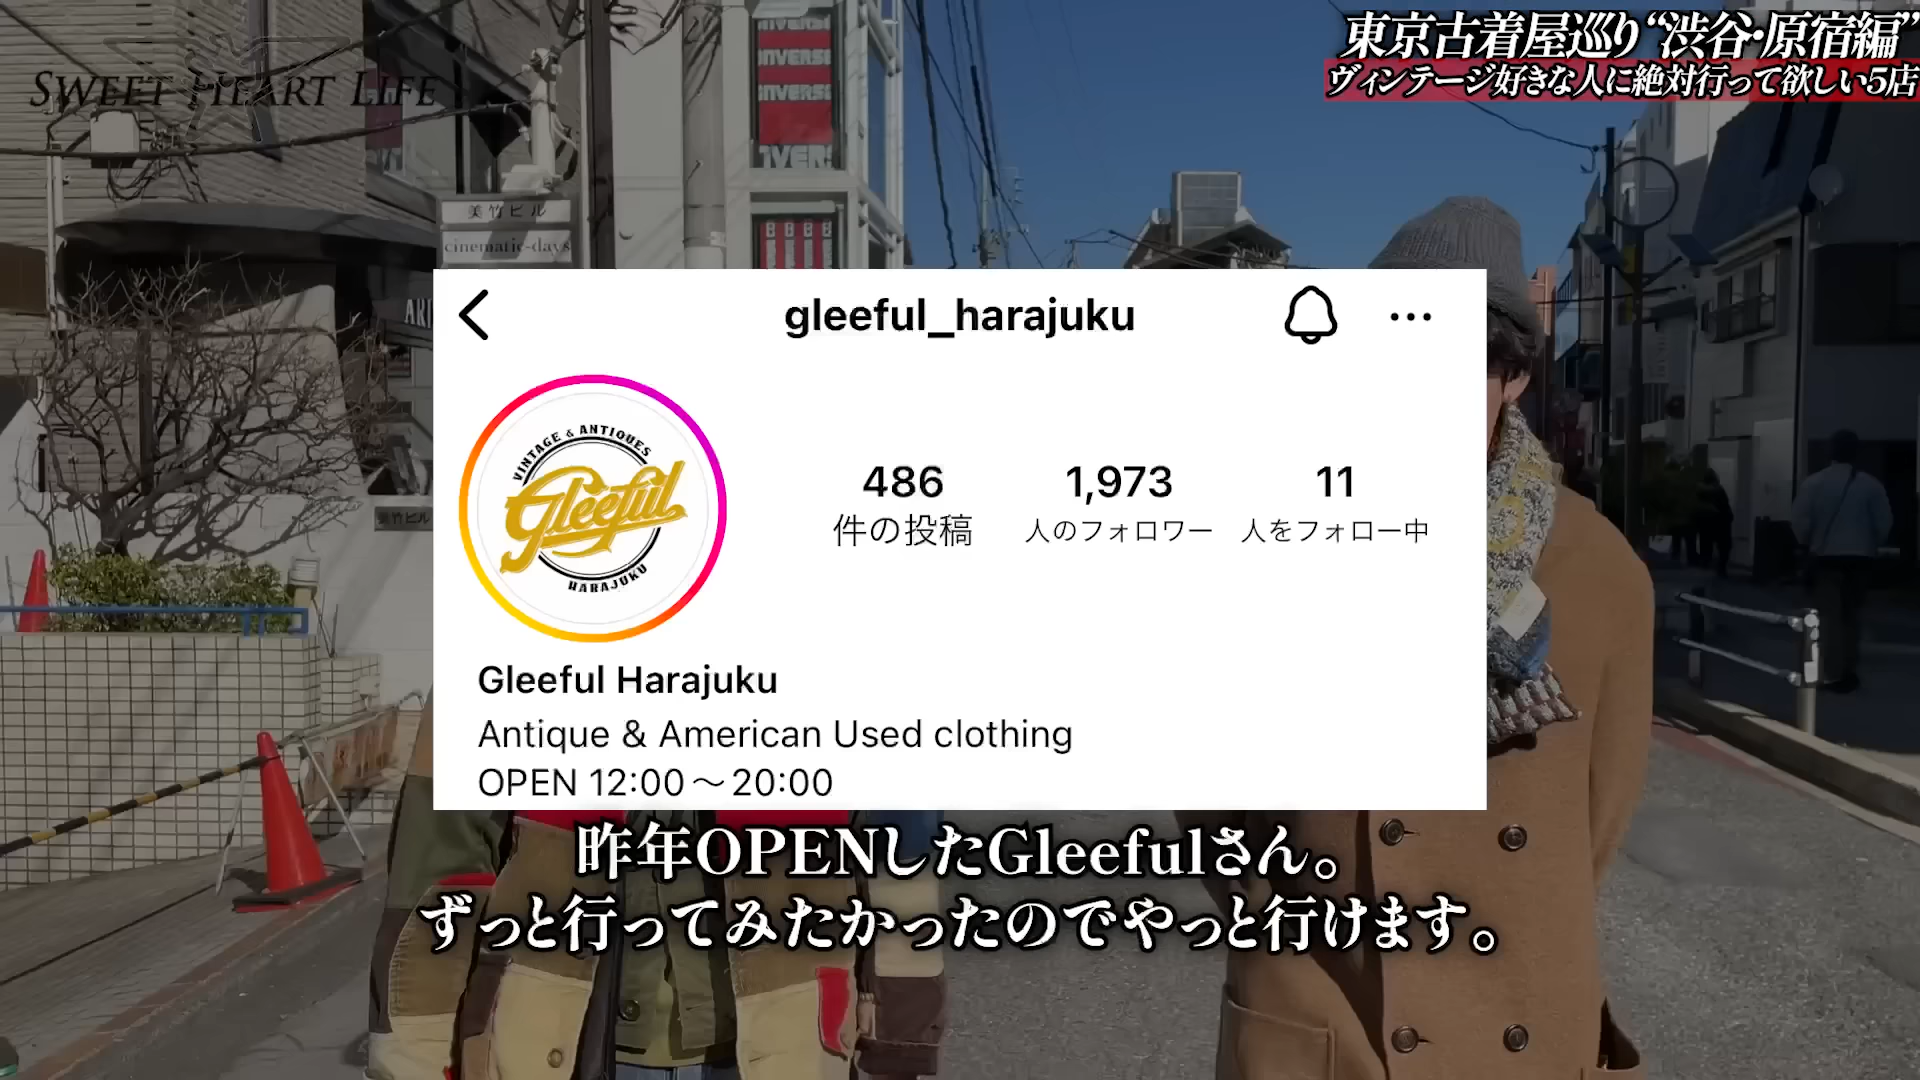 SWEET HEART LIFE
東京古着屋巡り“渋谷・原宿編”
ヴィンテージ好きな人に絶対行って欲しい5店
美竹ビル
cinematic-days
美竹ビル
gleeful_harajuku
VINTAGE & ANTIQUES
Gleeful
HARAJUKU
486
件の投稿
1,973
人のフォロワー
11
人をフォロー中
Gleeful Harajuku
Antique & American Used clothing
OPEN 12:00〜20:00
昨年OPENしたGleefulさん。
ずっと行ってみたかったのでやっと行けます。